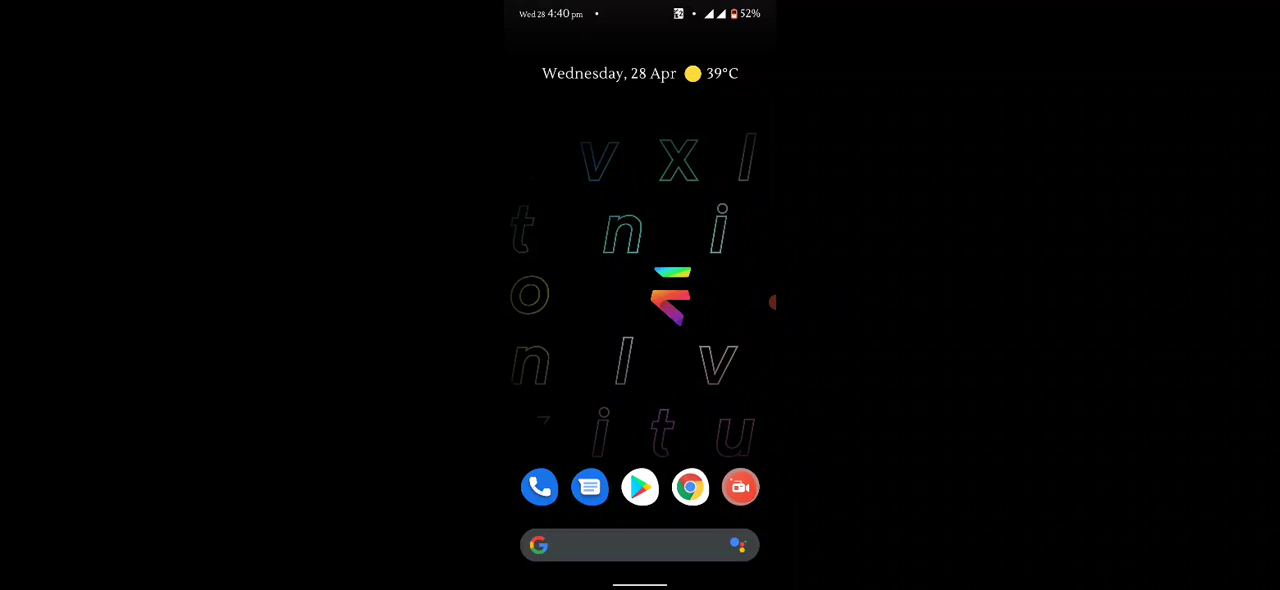 Wed 28 4:40 pm 52%
Wednesday, 28 Apr 39°C
v x l
t n i
o
n l v
i t u